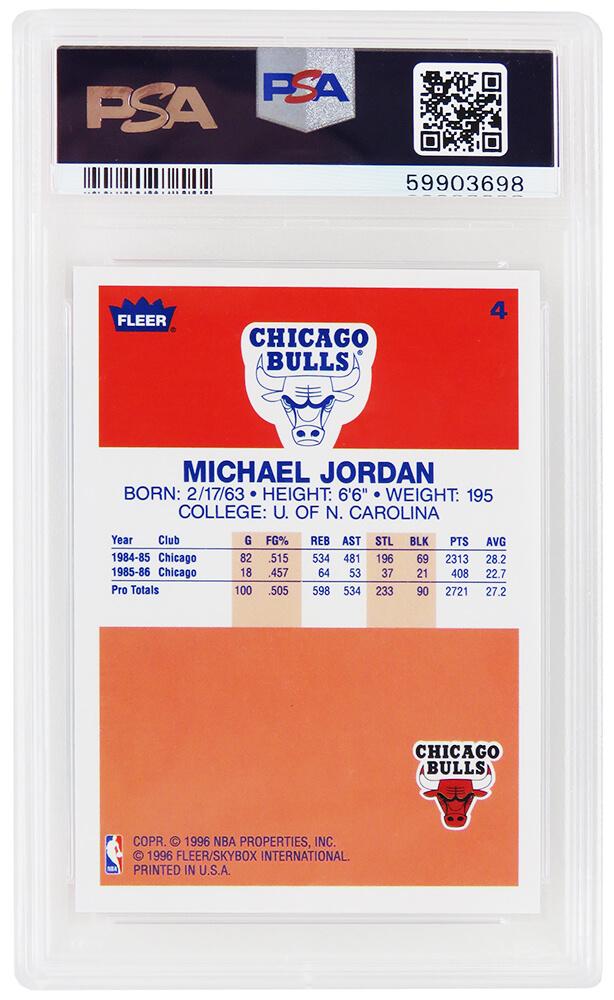 PSA
PSA
59903698
FLEER®
4
CHICAGO
BULLS®
MICHAEL JORDAN
BORN: 2/17/63 • HEIGHT: 6'6" • WEIGHT: 195
COLLEGE: U. OF N. CAROLINA
Year Club G FG% REB AST STL BLK PTS AVG
1984-85 Chicago 82 .515 534 481 196 69 2313 28.2
1985-86 Chicago 18 .457 64 53 37 21 408 22.7
Pro Totals 100 .505 598 534 233 90 2721 27.2
CHICAGO
BULLS
NBA
COPR. © 1996 NBA PROPERTIES, INC.
© 1996 FLEER/SKYBOX INTERNATIONAL.
PRINTED IN U.S.A.